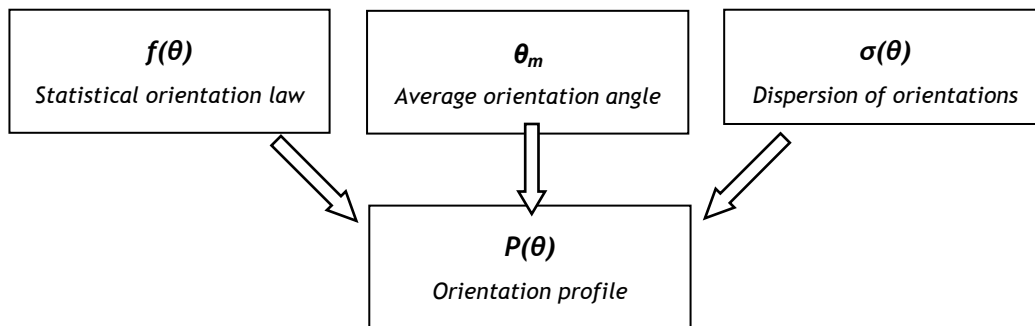 f(θ)
Statistical orientation law
θm
Average orientation angle
σ(θ)
Dispersion of orientations
P(θ)
Orientation profile